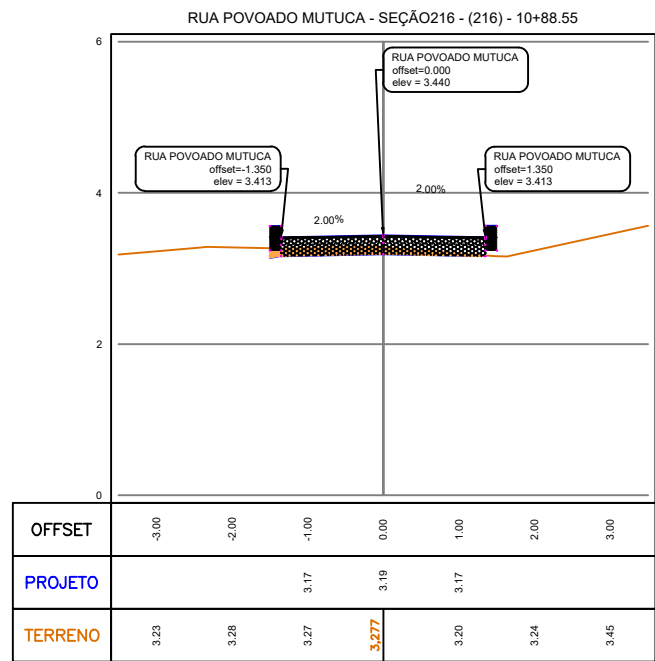 RUA POVOADO MUTUCA - SEÇÃO216 - (216) - 10+88.55
6
RUA POVOADO MUTUCA
offset=0.000
elev = 3.440
RUA POVOADO MUTUCA
offset=-1.350
elev = 3.413
RUA POVOADO MUTUCA
offset=1.350
elev = 3.413
4
2.00%
2.00%
2
0
OFFSET -3.00 -2.00 -1.00 0.00 1.00 2.00 3.00
PROJETO 3.17 3.19 3.17
TERRENO 3.23 3.28 3.27 3,277 3.20 3.24 3.45